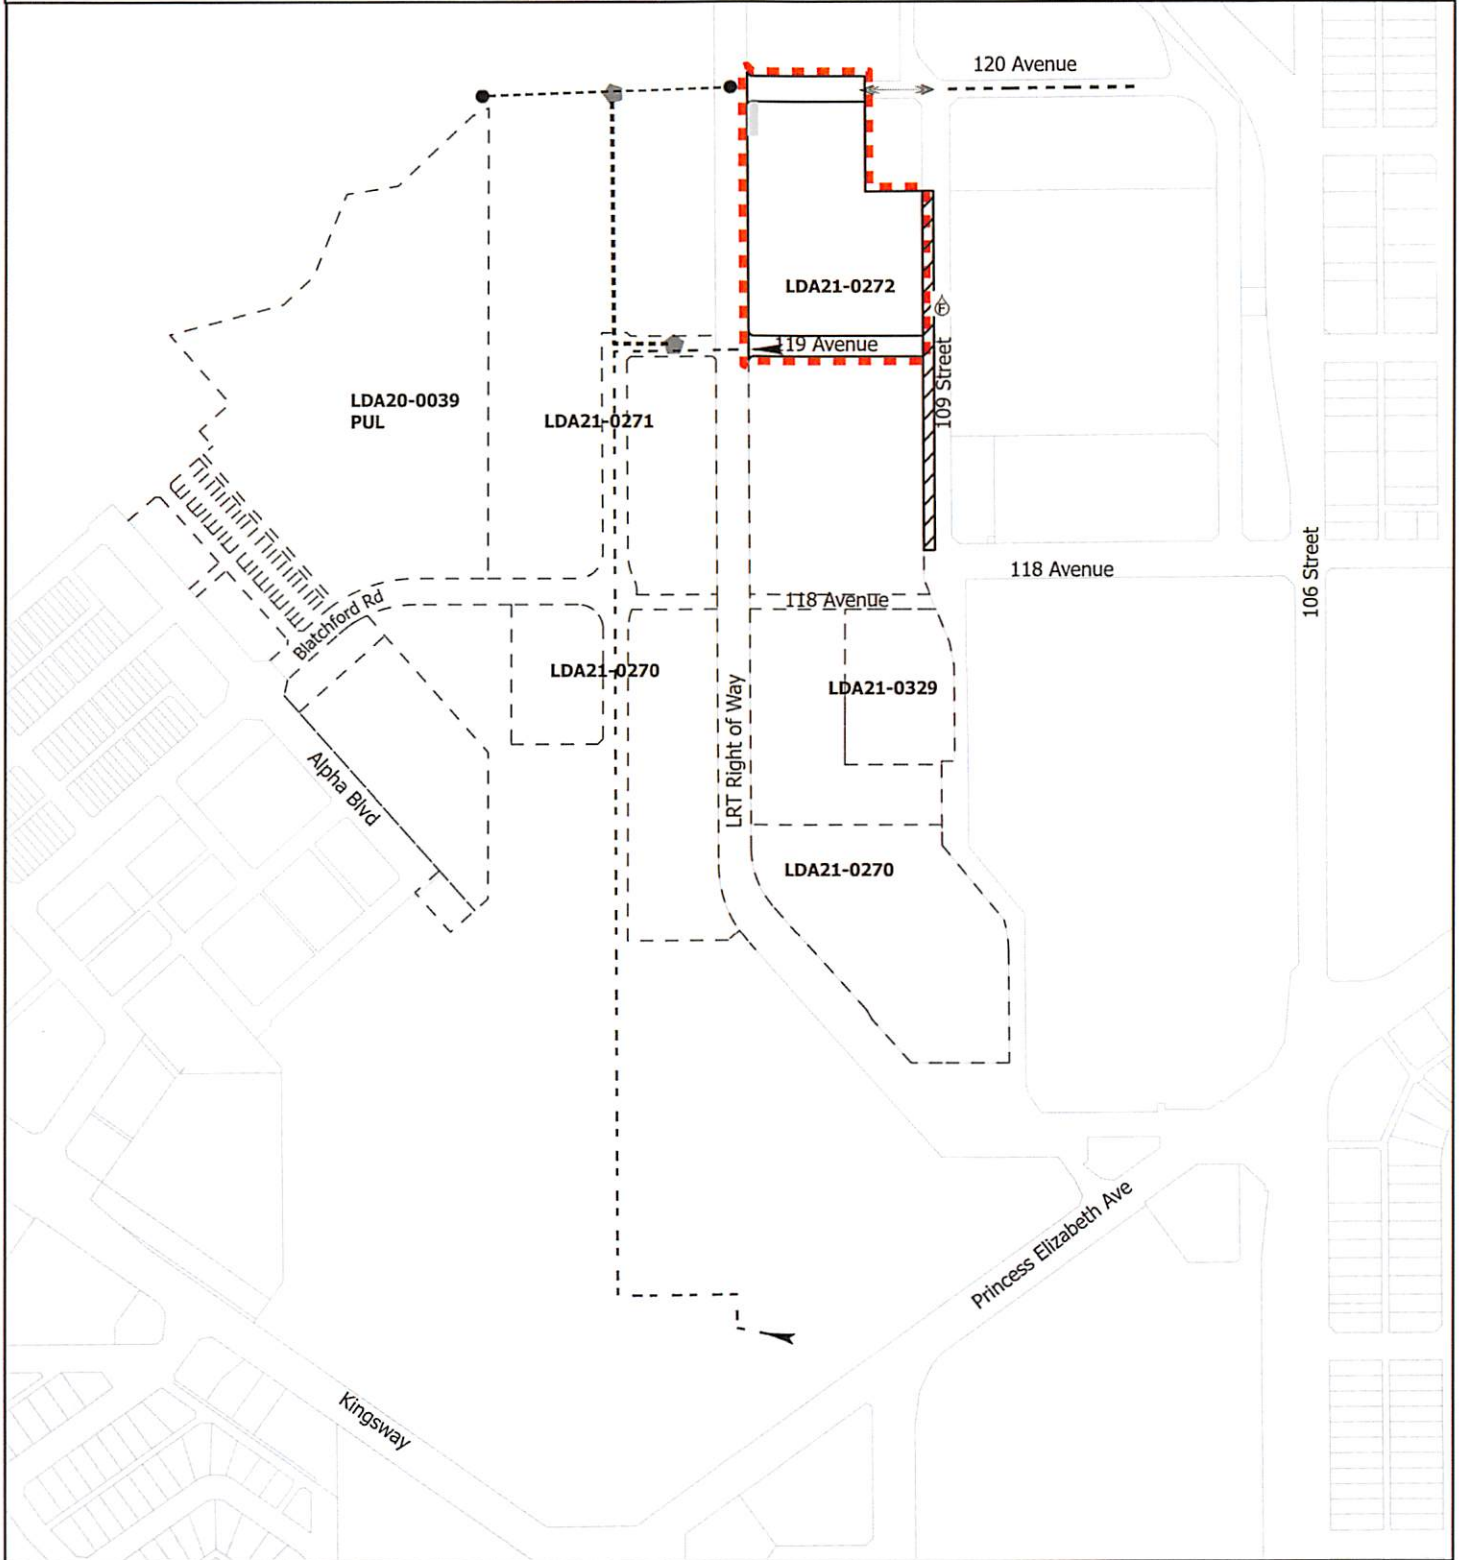 120 Avenue
LDA21-0272
F
119 Avenue
109 Street
LDA20-0039
PUL
LDA21-0271
106 Street
118 Avenue
118 Avenue
Blatchford Rd
LDA21-0270
LDA21-0329
LRT Right of Way
Alpha Blvd
LDA21-0270
Princess Elizabeth Ave
Kingsway